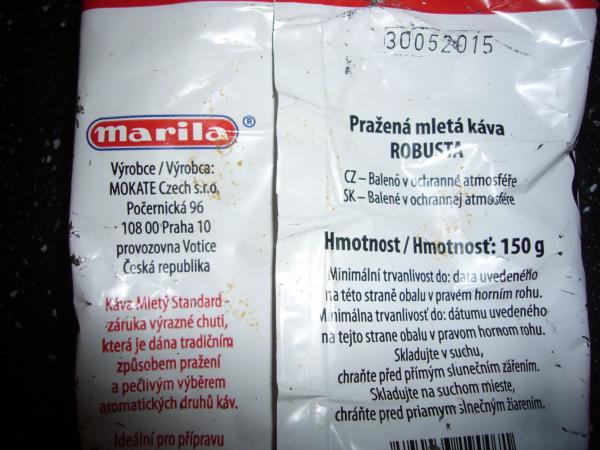 marila ®
Výrobce / Výrobca:
MOKATE Czech s.r.o.
Počernická 96
108 00 Praha 10
provozovna Votice
Česká republika
Káva Mletý Standard -
záruka výrazné chuti,
která je dána tradičním
způsobem pražení
a pečlivým výběrem
aromatických druhů káv.
Ideální pro přípravu
30052015
Pražená mletá káva
ROBUSTA
CZ – Baleno v ochranné atmosféře
SK – Balené v ochrannej atmosfére
Hmotnost / Hmotnosť: 150 g
Minimální trvanlivost do: data uvedeného
na této straně obalu v pravém horním rohu.
Minimálna trvanlivosť do: dátumu uvedeného
na tejto strane obalu v pravom hornom rohu.
Skladujte v suchu,
chraňte před přímým slunečním zářením.
Skladujte na suchom mieste,
chráňte pred priamym slnečným žiarením.